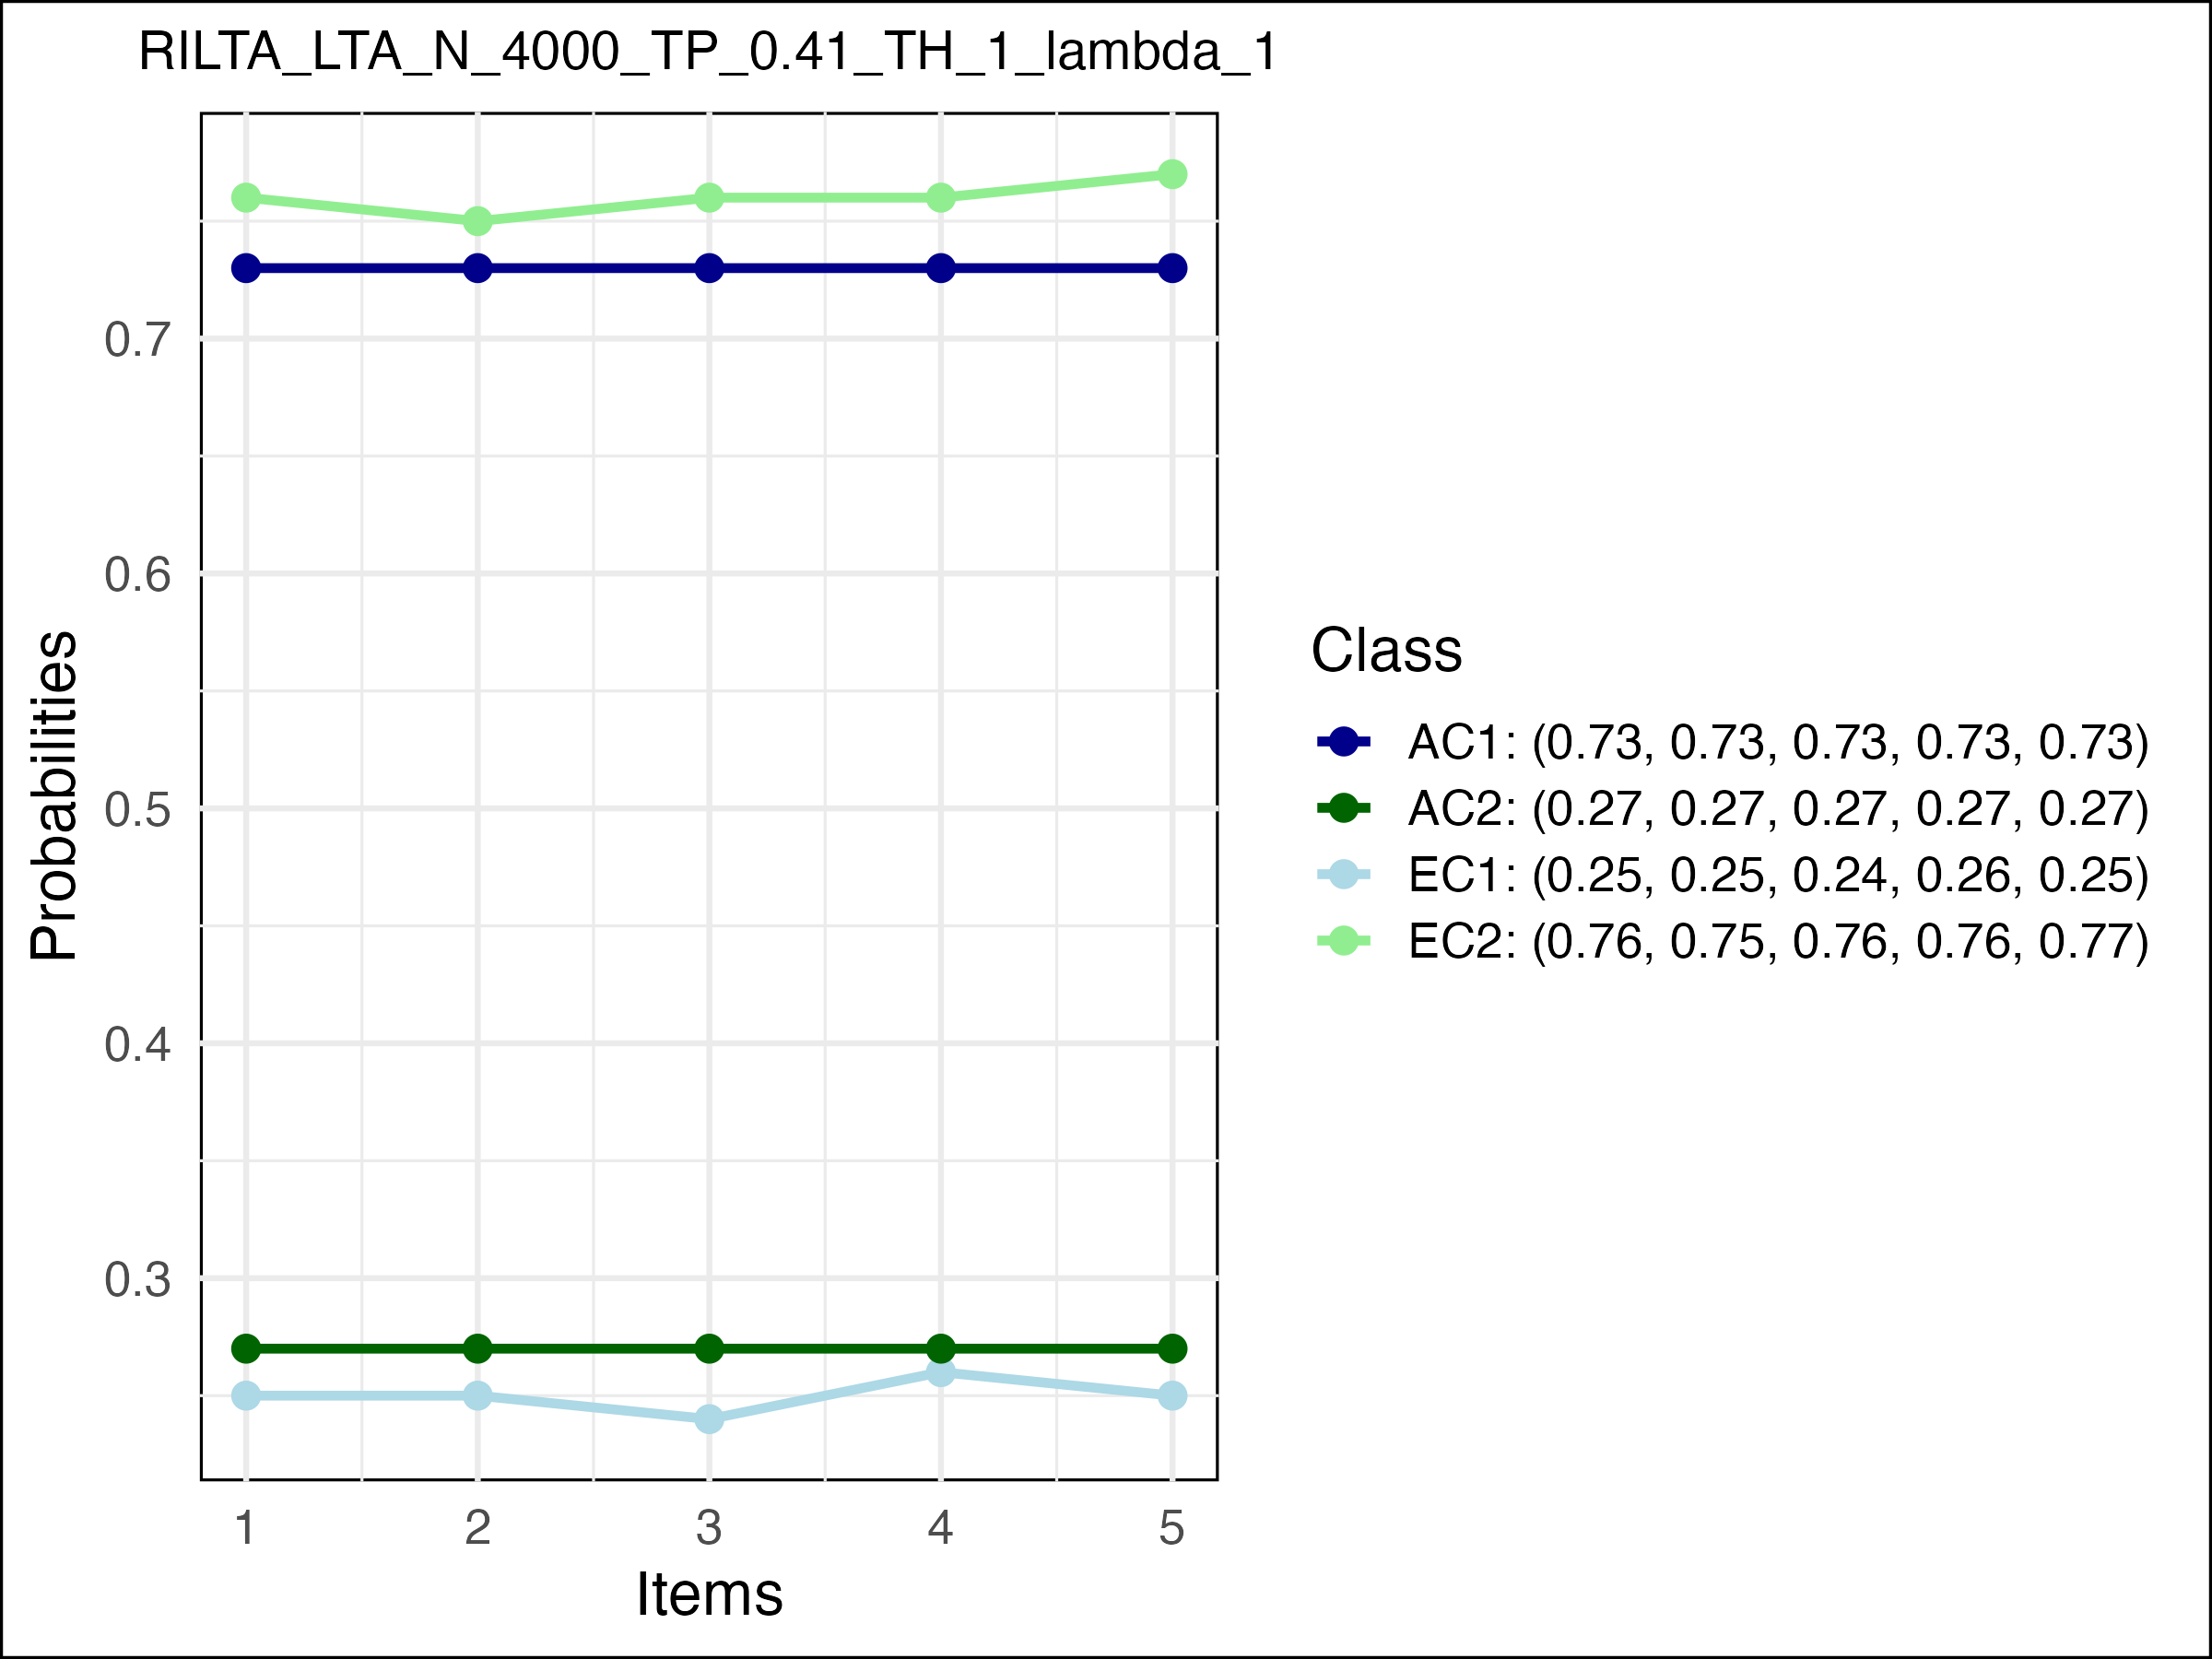 RILTA_LTA_N_4000_TP_0.41_TH_1_lambda_1
Probabilities
0.7
0.6
0.5
0.4
0.3
1 2 3 4 5
Items
Class
AC1: (0.73, 0.73, 0.73, 0.73, 0.73)
AC2: (0.27, 0.27, 0.27, 0.27, 0.27)
EC1: (0.25, 0.25, 0.24, 0.26, 0.25)
EC2: (0.76, 0.75, 0.76, 0.76, 0.77)